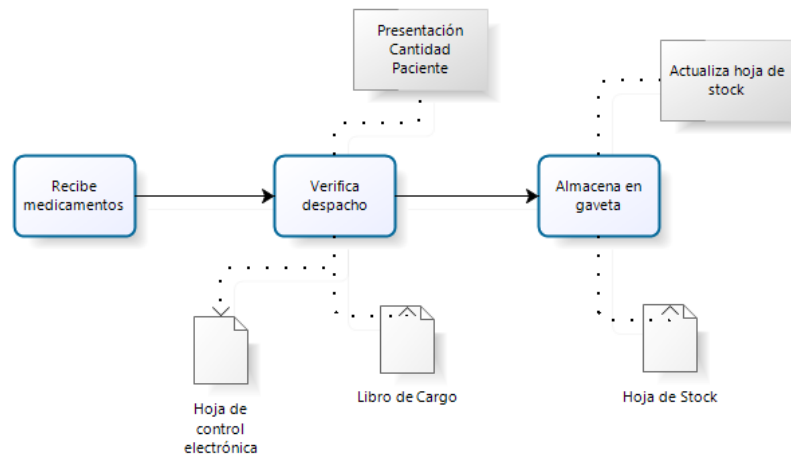 Presentación
Cantidad
Paciente
Actualiza hoja de
stock
Recibe
medicamentos
Verifica
despacho
Almacena en
gaveta
Hoja de
control
electrónica
Libro de Cargo
Hoja de Stock